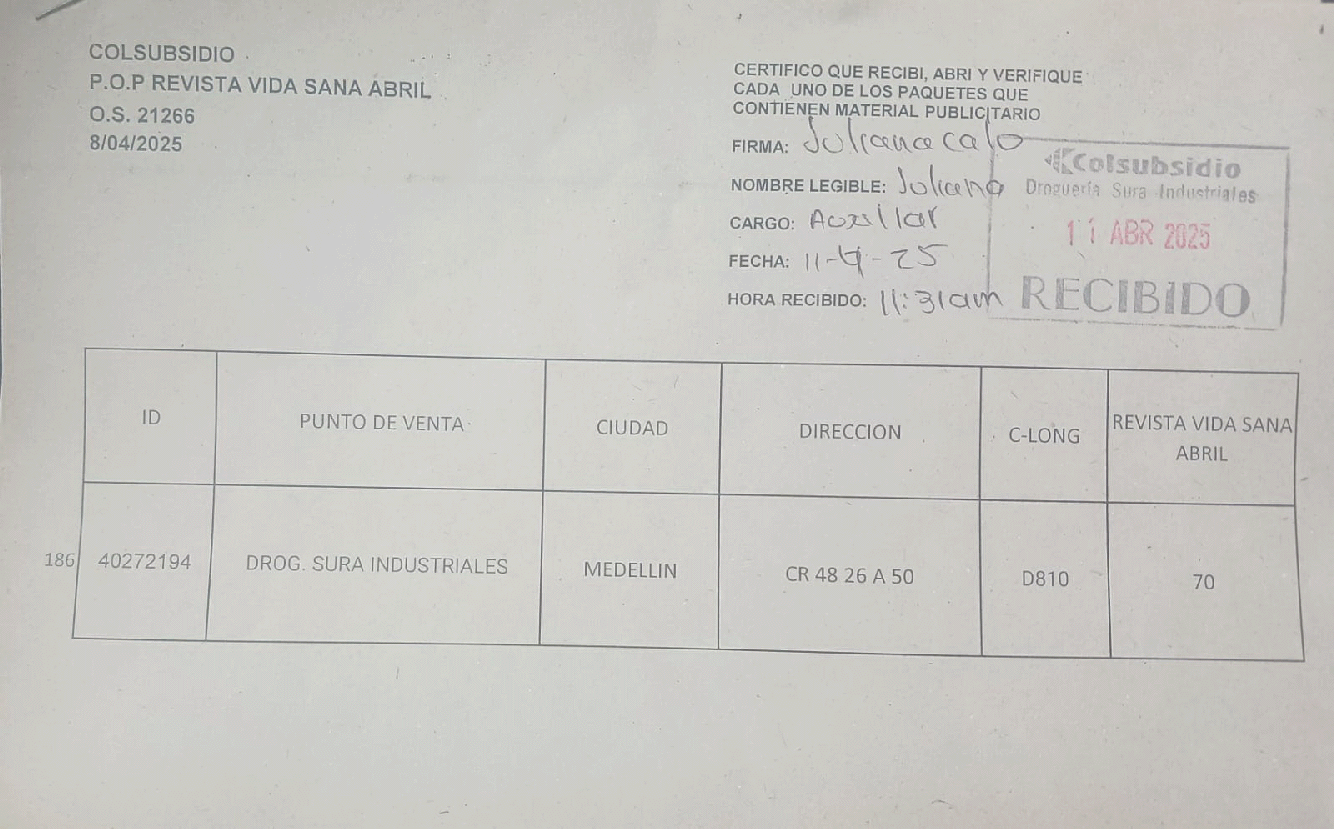 COLSUBSIDIO
P.O.P REVISTA VIDA SANA ABRIL
O.S. 21266
8/04/2025
CERTIFICO QUE RECIBI, ABRI Y VERIFIQUE
CADA UNO DE LOS PAQUETES QUE
CONTIENEN MATERIAL PUBLICITARIO
FIRMA: Juliana calo
NOMBRE LEGIBLE: Juliana
CARGO: Auxiliar
FECHA: 11-4-25
HORA RECIBIDO: 11:31am
Colsubsidio
Droguería Sura Industriales
11 ABR 2025
RECIBIDO
ID PUNTO DE VENTA CIUDAD DIRECCION C-LONG REVISTA VIDA SANA
ABRIL
186 40272194 DROG. SURA INDUSTRIALES MEDELLIN CR 48 26 A 50 D810 70